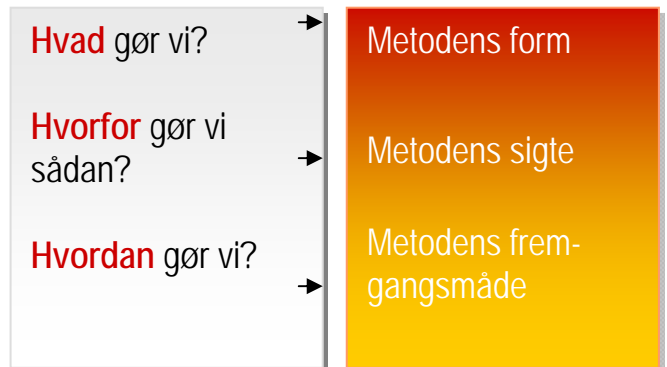 Hvad gør vi?
Hvorfor gør vi
sådan?
Hvordan gør vi?
Metodens form
Metodens sigte
Metodens frem-
gangsmåde